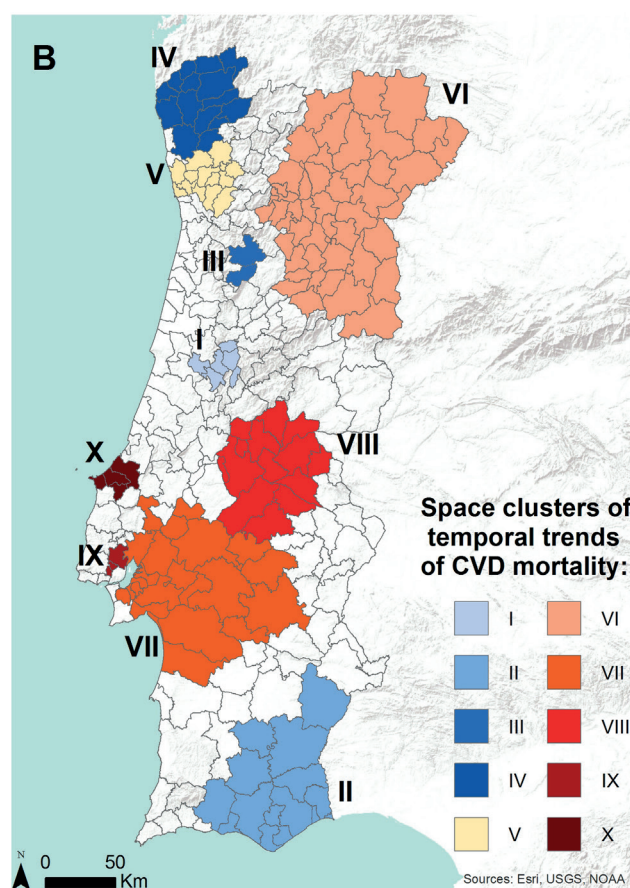 B
IV
VI
V
III
I
X
VIII
IX
VII
II
Space clusters of
temporal trends
of CVD mortality:
I
VI
II
VII
III
VIII
IV
IX
V
X
N
0 50
Km
Sources: Esri, USGS, NOAA